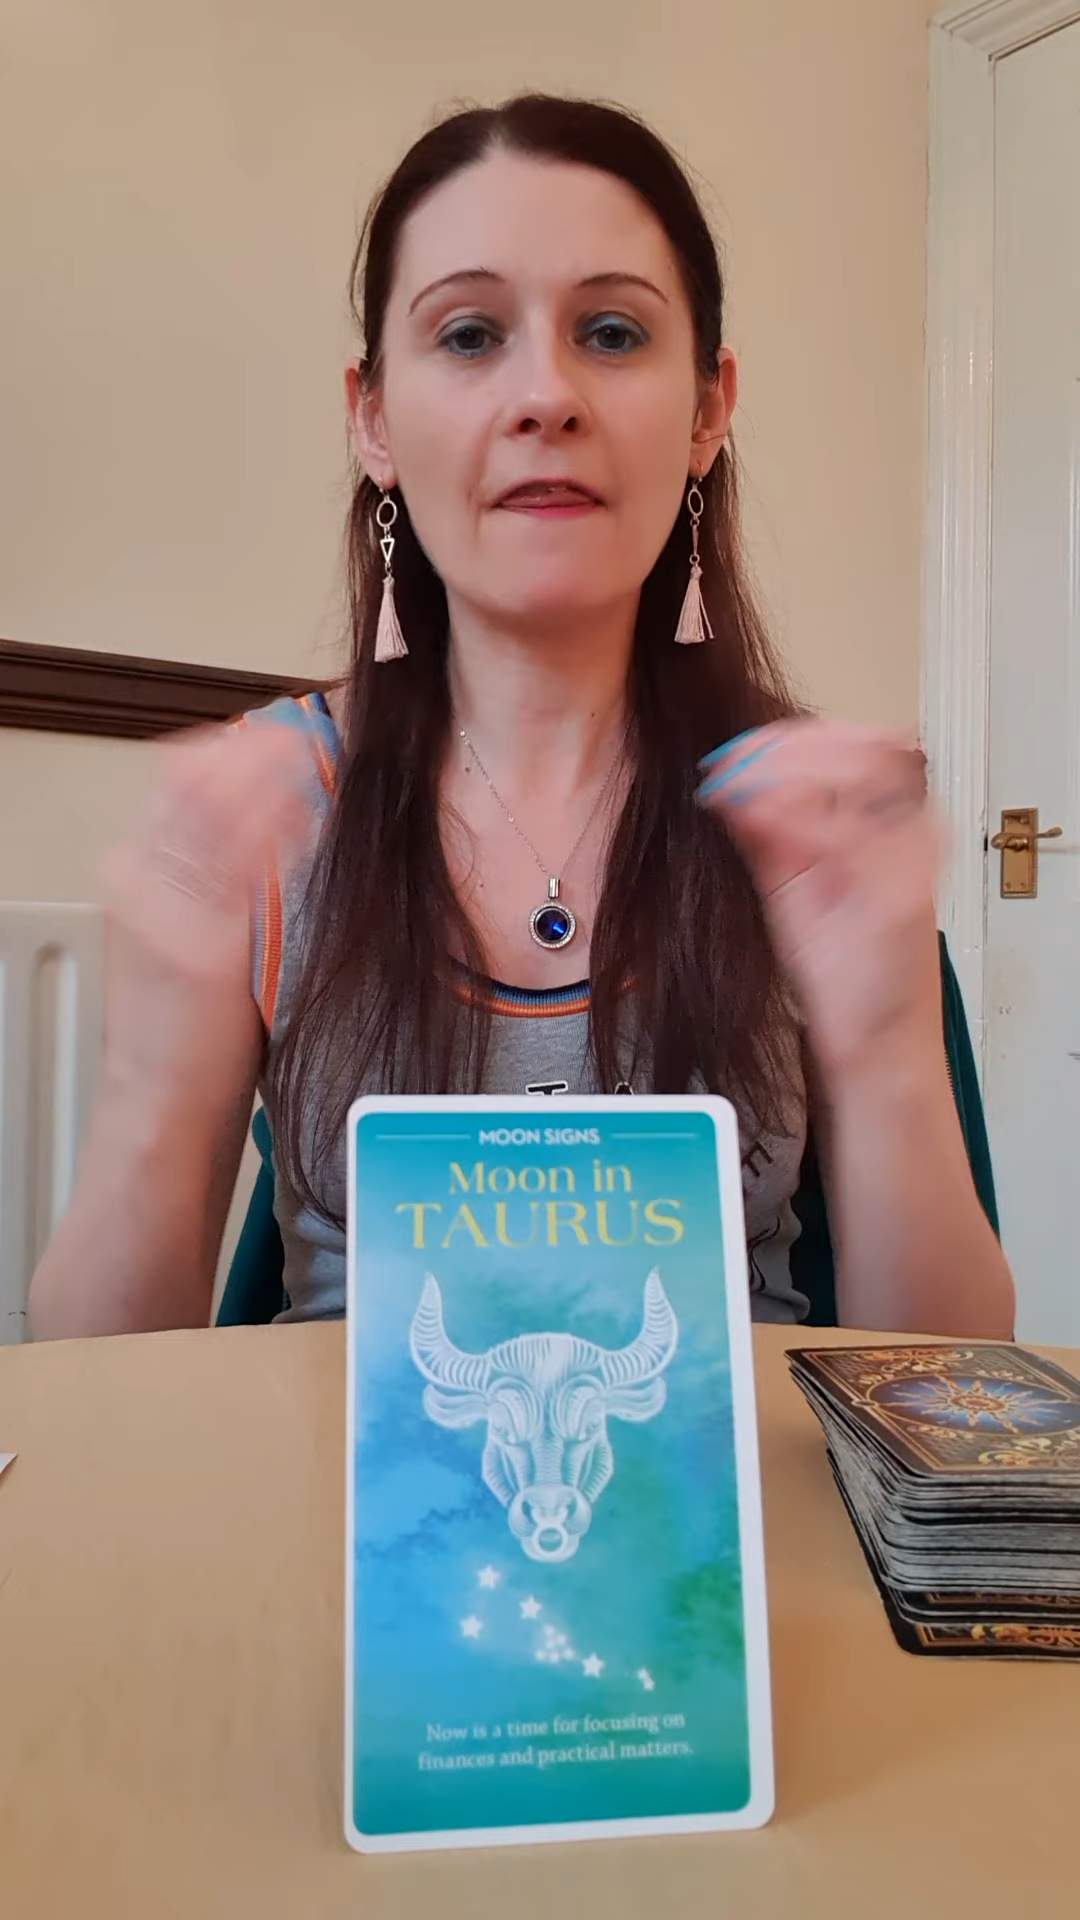 MOON SIGNS
Moon in
TAURUS
Now is a time for focusing on
finances and practical matters.